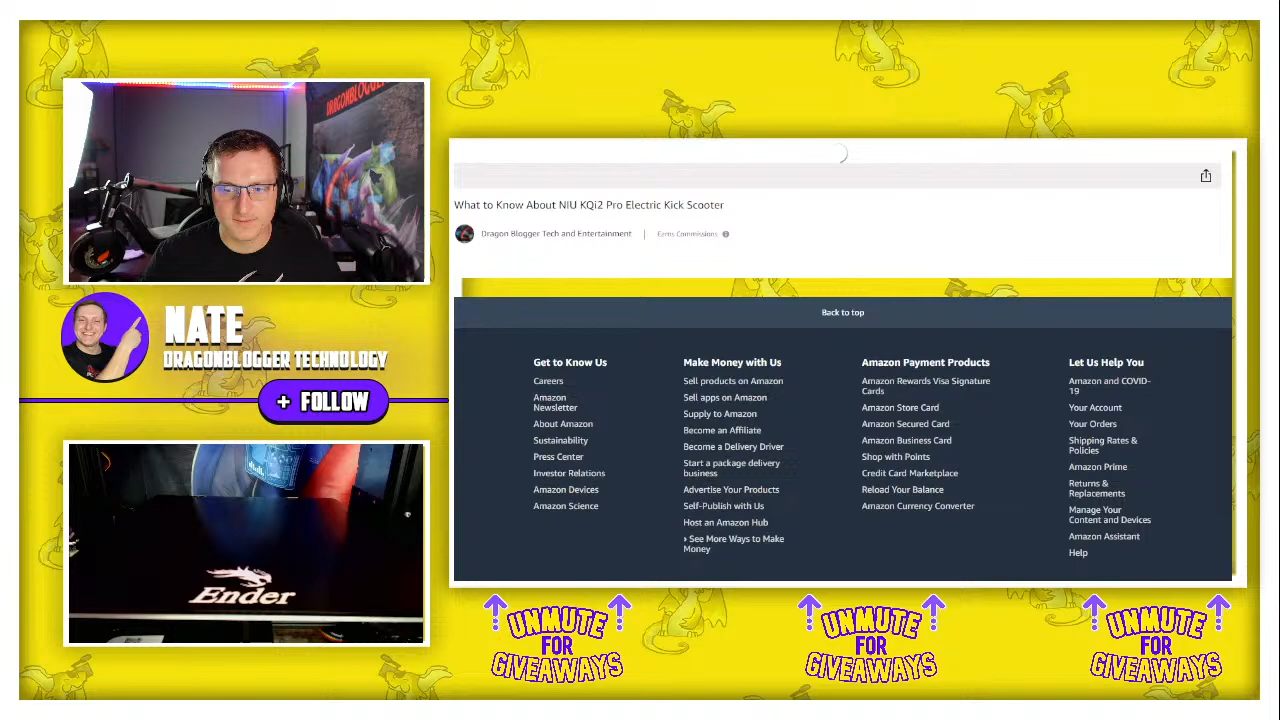 DRAGONBLOGGER
NATE
DRAGONBLOGGER TECHNOLOGY
+ FOLLOW
Ender
What to Know About NIU KQi2 Pro Electric Kick Scooter
Dragon Blogger Tech and Entertainment | Earns Commissions
Back to top
Get to Know Us
Careers
Amazon
Newsletter
About Amazon
Sustainability
Press Center
Investor Relations
Amazon Devices
Amazon Science
Make Money with Us
Sell products on Amazon
Sell apps on Amazon
Supply to Amazon
Become an Affiliate
Become a Delivery Driver
Start a package delivery
business
Advertise Your Products
Self-Publish with Us
Host an Amazon Hub
› See More Ways to Make
Money
Amazon Payment Products
Amazon Rewards Visa Signature
Cards
Amazon Store Card
Amazon Secured Card
Amazon Business Card
Shop with Points
Credit Card Marketplace
Reload Your Balance
Amazon Currency Converter
Let Us Help You
Amazon and COVID-
19
Your Account
Your Orders
Shipping Rates &
Policies
Amazon Prime
Returns &
Replacements
Manage Your
Content and Devices
Amazon Assistant
Help
UNMUTE
FOR
GIVEAWAYS
UNMUTE
FOR
GIVEAWAYS
UNMUTE
FOR
GIVEAWAYS